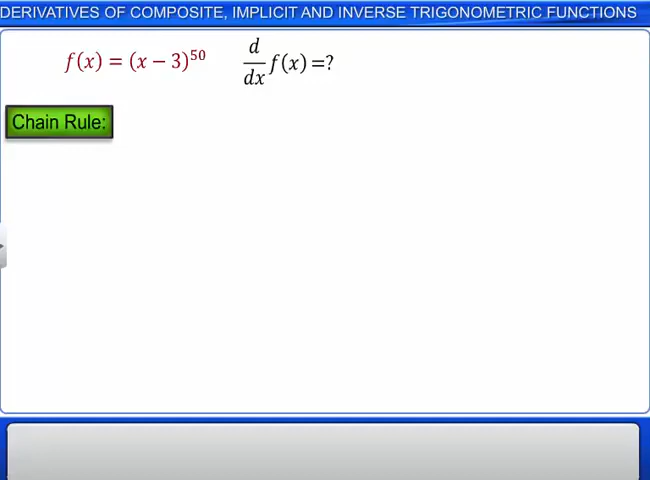 DERIVATIVES OF COMPOSITE, IMPLICIT AND INVERSE TRIGONOMETRIC FUNCTIONS
f(x) = (x − 3)⁵⁰ d/dx f(x) =?
Chain Rule: